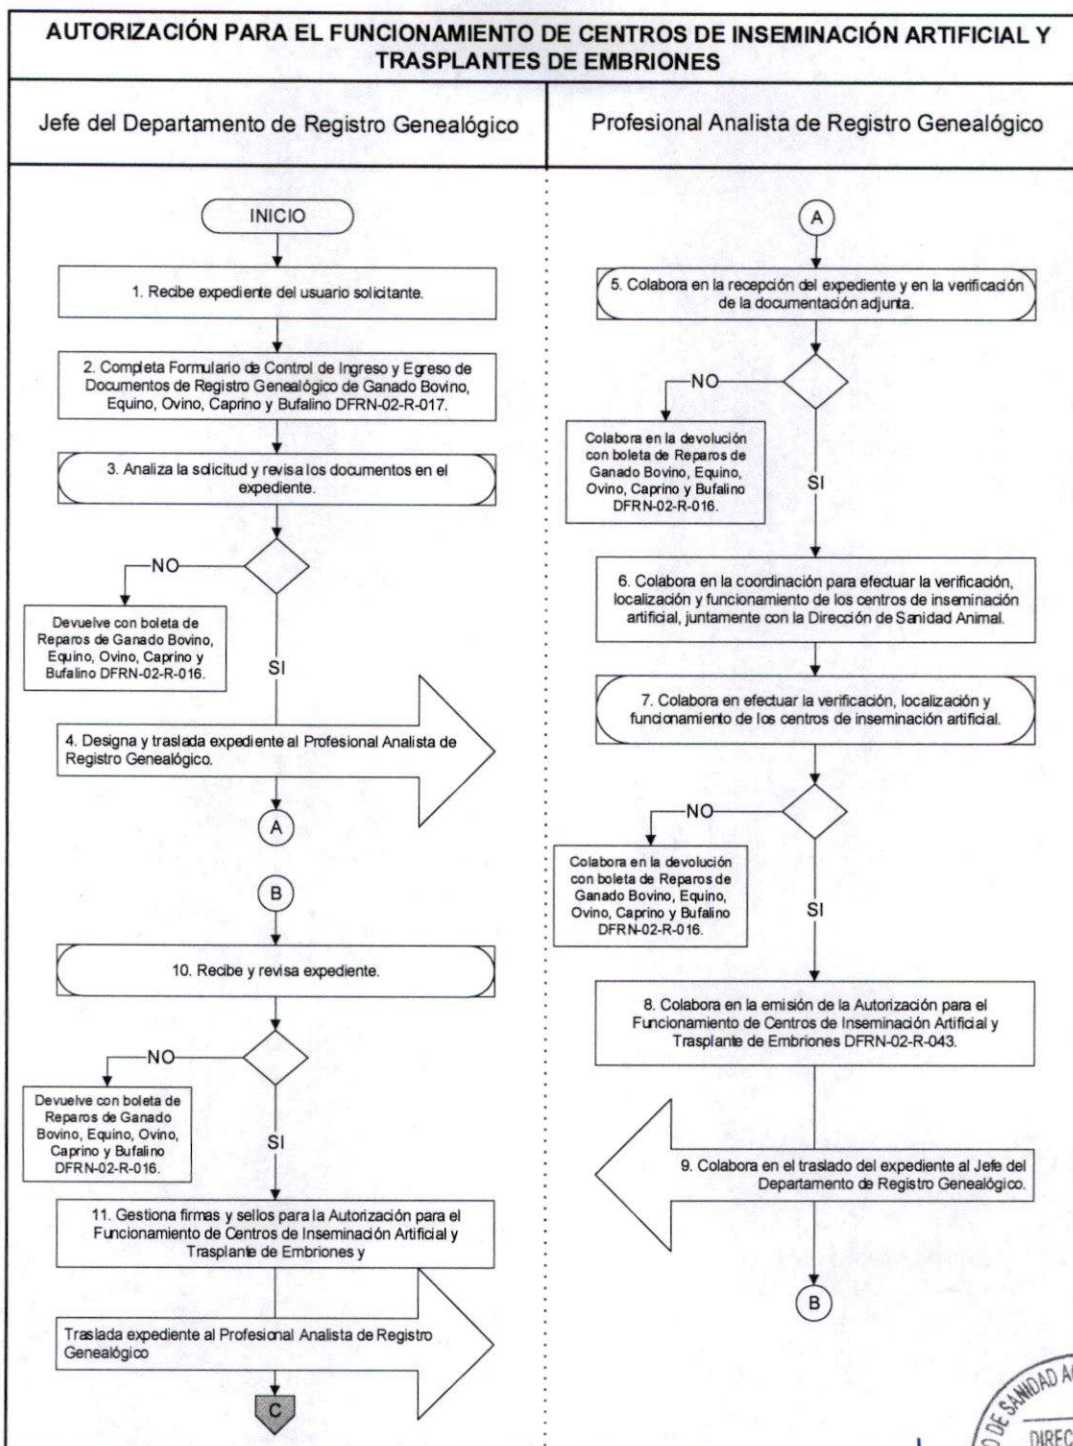 AUTORIZACIÓN PARA EL FUNCIONAMIENTO DE CENTROS DE INSEMINACIÓN ARTIFICIAL Y
TRASPLANTES DE EMBRIONES
Jefe del Departamento de Registro Genealógico
INICIO
1. Recibe expediente del usuario solicitante.
2. Completa Formulario de Control de Ingreso y Egreso de
Documentos de Registro Genealógico de Ganado Bovino,
Equino, Ovino, Caprino y Bufalino DFRN-02-R-017.
3. Analiza la solicitud y revisa los documentos en el
expediente.
NO
Devuelve con boleta de
Reparos de Ganado Bovino,
Equino, Ovino, Caprino y
Bufalino DFRN-02-R-016.
SI
4. Designa y traslada expediente al Profesional Analista de
Registro Genealógico.
A
B
10. Recibe y revisa expediente.
NO
Devuelve con boleta de
Reparos de Ganado
Bovino, Equino, Ovino,
Caprino y Bufalino
DFRN-02-R-016.
SI
11. Gestiona firmas y sellos para la Autorización para el
Funcionamiento de Centros de Inseminación Artificial y
Trasplante de Embriones y
Traslada expediente al Profesional Analista de Registro
Genealógico
C
Profesional Analista de Registro Genealógico
A
5. Colabora en la recepción del expediente y en la verificación
de la documentación adjunta.
NO
Colabora en la devolución
con boleta de Reparos de
Ganado Bovino, Equino,
Ovino, Caprino y Bufalino
DFRN-02-R-016.
SI
6. Colabora en la coordinación para efectuar la verificación,
localización y funcionamiento de los centros de inseminación
artificial, juntamente con la Dirección de Sanidad Animal.
7. Colabora en efectuar la verificación, localización y
funcionamiento de los centros de inseminación artificial.
NO
Colabora en la devolución
con boleta de Reparos de
Ganado Bovino, Equino,
Ovino, Caprino y Bufalino
DFRN-02-R-016.
SI
8. Colabora en la emisión de la Autorización para el
Funcionamiento de Centros de Inseminación Artificial y
Trasplante de Embriones DFRN-02-R-043.
9. Colabora en el traslado del expediente al Jefe del
Departamento de Registro Genealógico.
B
DE SANIDAD
DIREC